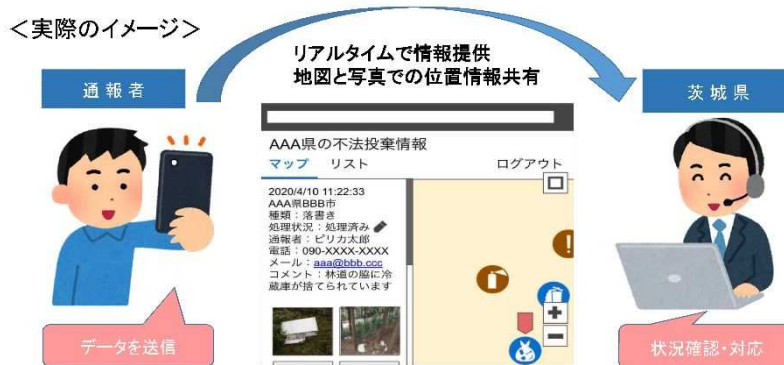 ＜実際のイメージ＞
リアルタイムで情報提供
地図と写真での位置情報共有
通報者
茨城県
AAA県の不法投棄情報
マップ リスト ログアウト
2020/4/10 11:22:33
AAA県BBB市
種類：落書き
処理状況：処理済み
通報者：ピリカ太郎
電話：090-XXXX-XXXX
メール：aaa@bbb.ccc
コメント：林道の脇に冷
蔵庫が捨てられています
データを送信
状況確認・対応